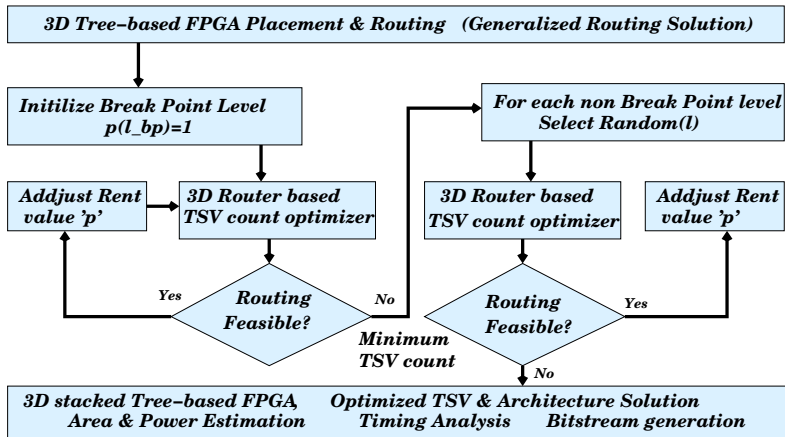 3D Tree-based FPGA Placement & Routing (Generalized Routing Solution)
Initilize Break Point Level
p(l_bp)=1
For each non Break Point level
Select Random(l)
Addjust Rent
value 'p'
3D Router based
TSV count optimizer
3D Router based
TSV count optimizer
Addjust Rent
value 'p'
Yes
Routing
Feasible?
No
Minimum
TSV count
Routing
Feasible?
Yes
No
3D stacked Tree-based FPGA, Optimized TSV & Architecture Solution
Area & Power Estimation Timing Analysis Bitstream generation